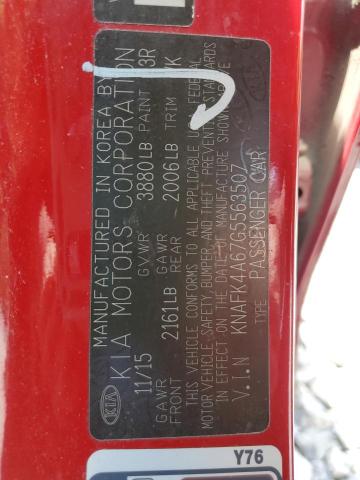 MANUFACTURED IN KOREA BY
KIA MOTORS CORPORATION
KIA
11/15 GVWR 3880LB PAINT 3R
GAWR GAWR
FRONT 2161LB REAR 2006LB TRIM
THIS VEHICLE CONFORMS TO ALL APPLICABLE FEDERAL
MOTOR VEHICLE SAFETY, BUMPER, AND THEFT PREVENTION STANDARDS
IN EFFECT ON THE DATE OF MANUFACTURE SHOWN ABOVE
V.I.N KNAFK4A67G5563507
TYPE PASSENGER CAR
Y76